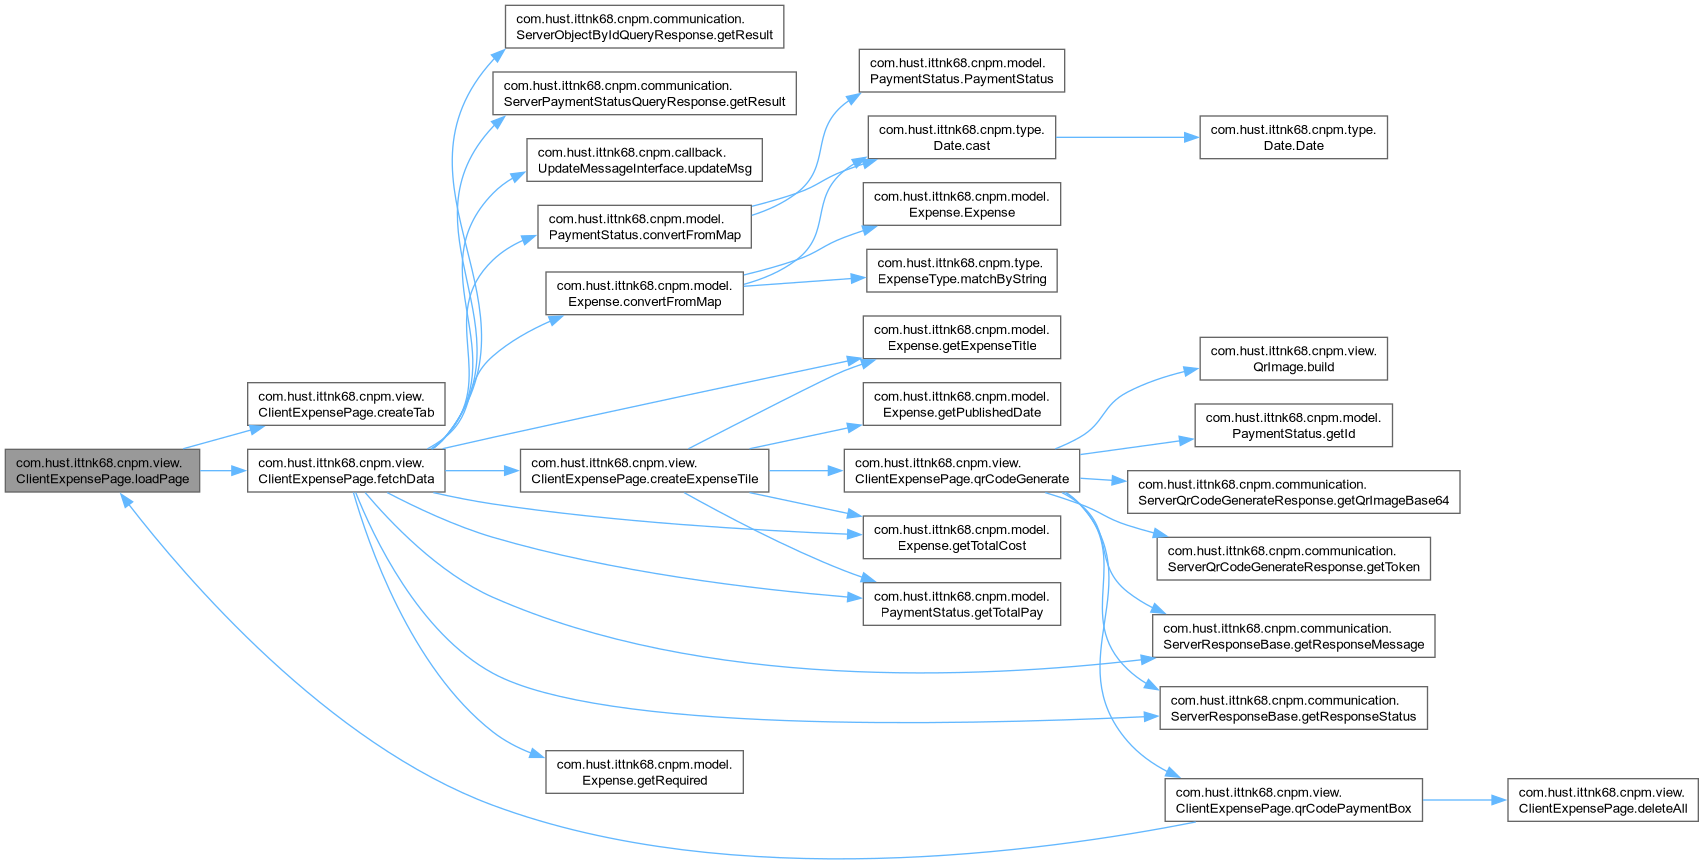 com.hust.ittnk68.cnpm.view.
ClientExpensePage.loadPage
com.hust.ittnk68.cnpm.view.
ClientExpensePage.createTab
com.hust.ittnk68.cnpm.view.
ClientExpensePage.fetchData
com.hust.ittnk68.cnpm.communication.
ServerObjectByIdQueryResponse.getResult
com.hust.ittnk68.cnpm.communication.
ServerPaymentStatusQueryResponse.getResult
com.hust.ittnk68.cnpm.callback.
UpdateMessageInterface.updateMsg
com.hust.ittnk68.cnpm.model.
PaymentStatus.convertFromMap
com.hust.ittnk68.cnpm.model.
Expense.convertFromMap
com.hust.ittnk68.cnpm.view.
ClientExpensePage.createExpenseTile
com.hust.ittnk68.cnpm.model.
Expense.getRequired
com.hust.ittnk68.cnpm.model.
PaymentStatus.PaymentStatus
com.hust.ittnk68.cnpm.type.
Date.cast
com.hust.ittnk68.cnpm.model.
Expense.Expense
com.hust.ittnk68.cnpm.type.
ExpenseType.matchByString
com.hust.ittnk68.cnpm.model.
Expense.getExpenseTitle
com.hust.ittnk68.cnpm.model.
Expense.getPublishedDate
com.hust.ittnk68.cnpm.view.
ClientExpensePage.qrCodeGenerate
com.hust.ittnk68.cnpm.model.
Expense.getTotalCost
com.hust.ittnk68.cnpm.model.
PaymentStatus.getTotalPay
com.hust.ittnk68.cnpm.type.
Date.Date
com.hust.ittnk68.cnpm.view.
QrImage.build
com.hust.ittnk68.cnpm.model.
PaymentStatus.getId
com.hust.ittnk68.cnpm.communication.
ServerQrCodeGenerateResponse.getQrImageBase64
com.hust.ittnk68.cnpm.communication.
ServerQrCodeGenerateResponse.getToken
com.hust.ittnk68.cnpm.communication.
ServerResponseBase.getResponseMessage
com.hust.ittnk68.cnpm.communication.
ServerResponseBase.getResponseStatus
com.hust.ittnk68.cnpm.view.
ClientExpensePage.qrCodePaymentBox
com.hust.ittnk68.cnpm.view.
ClientExpensePage.deleteAll